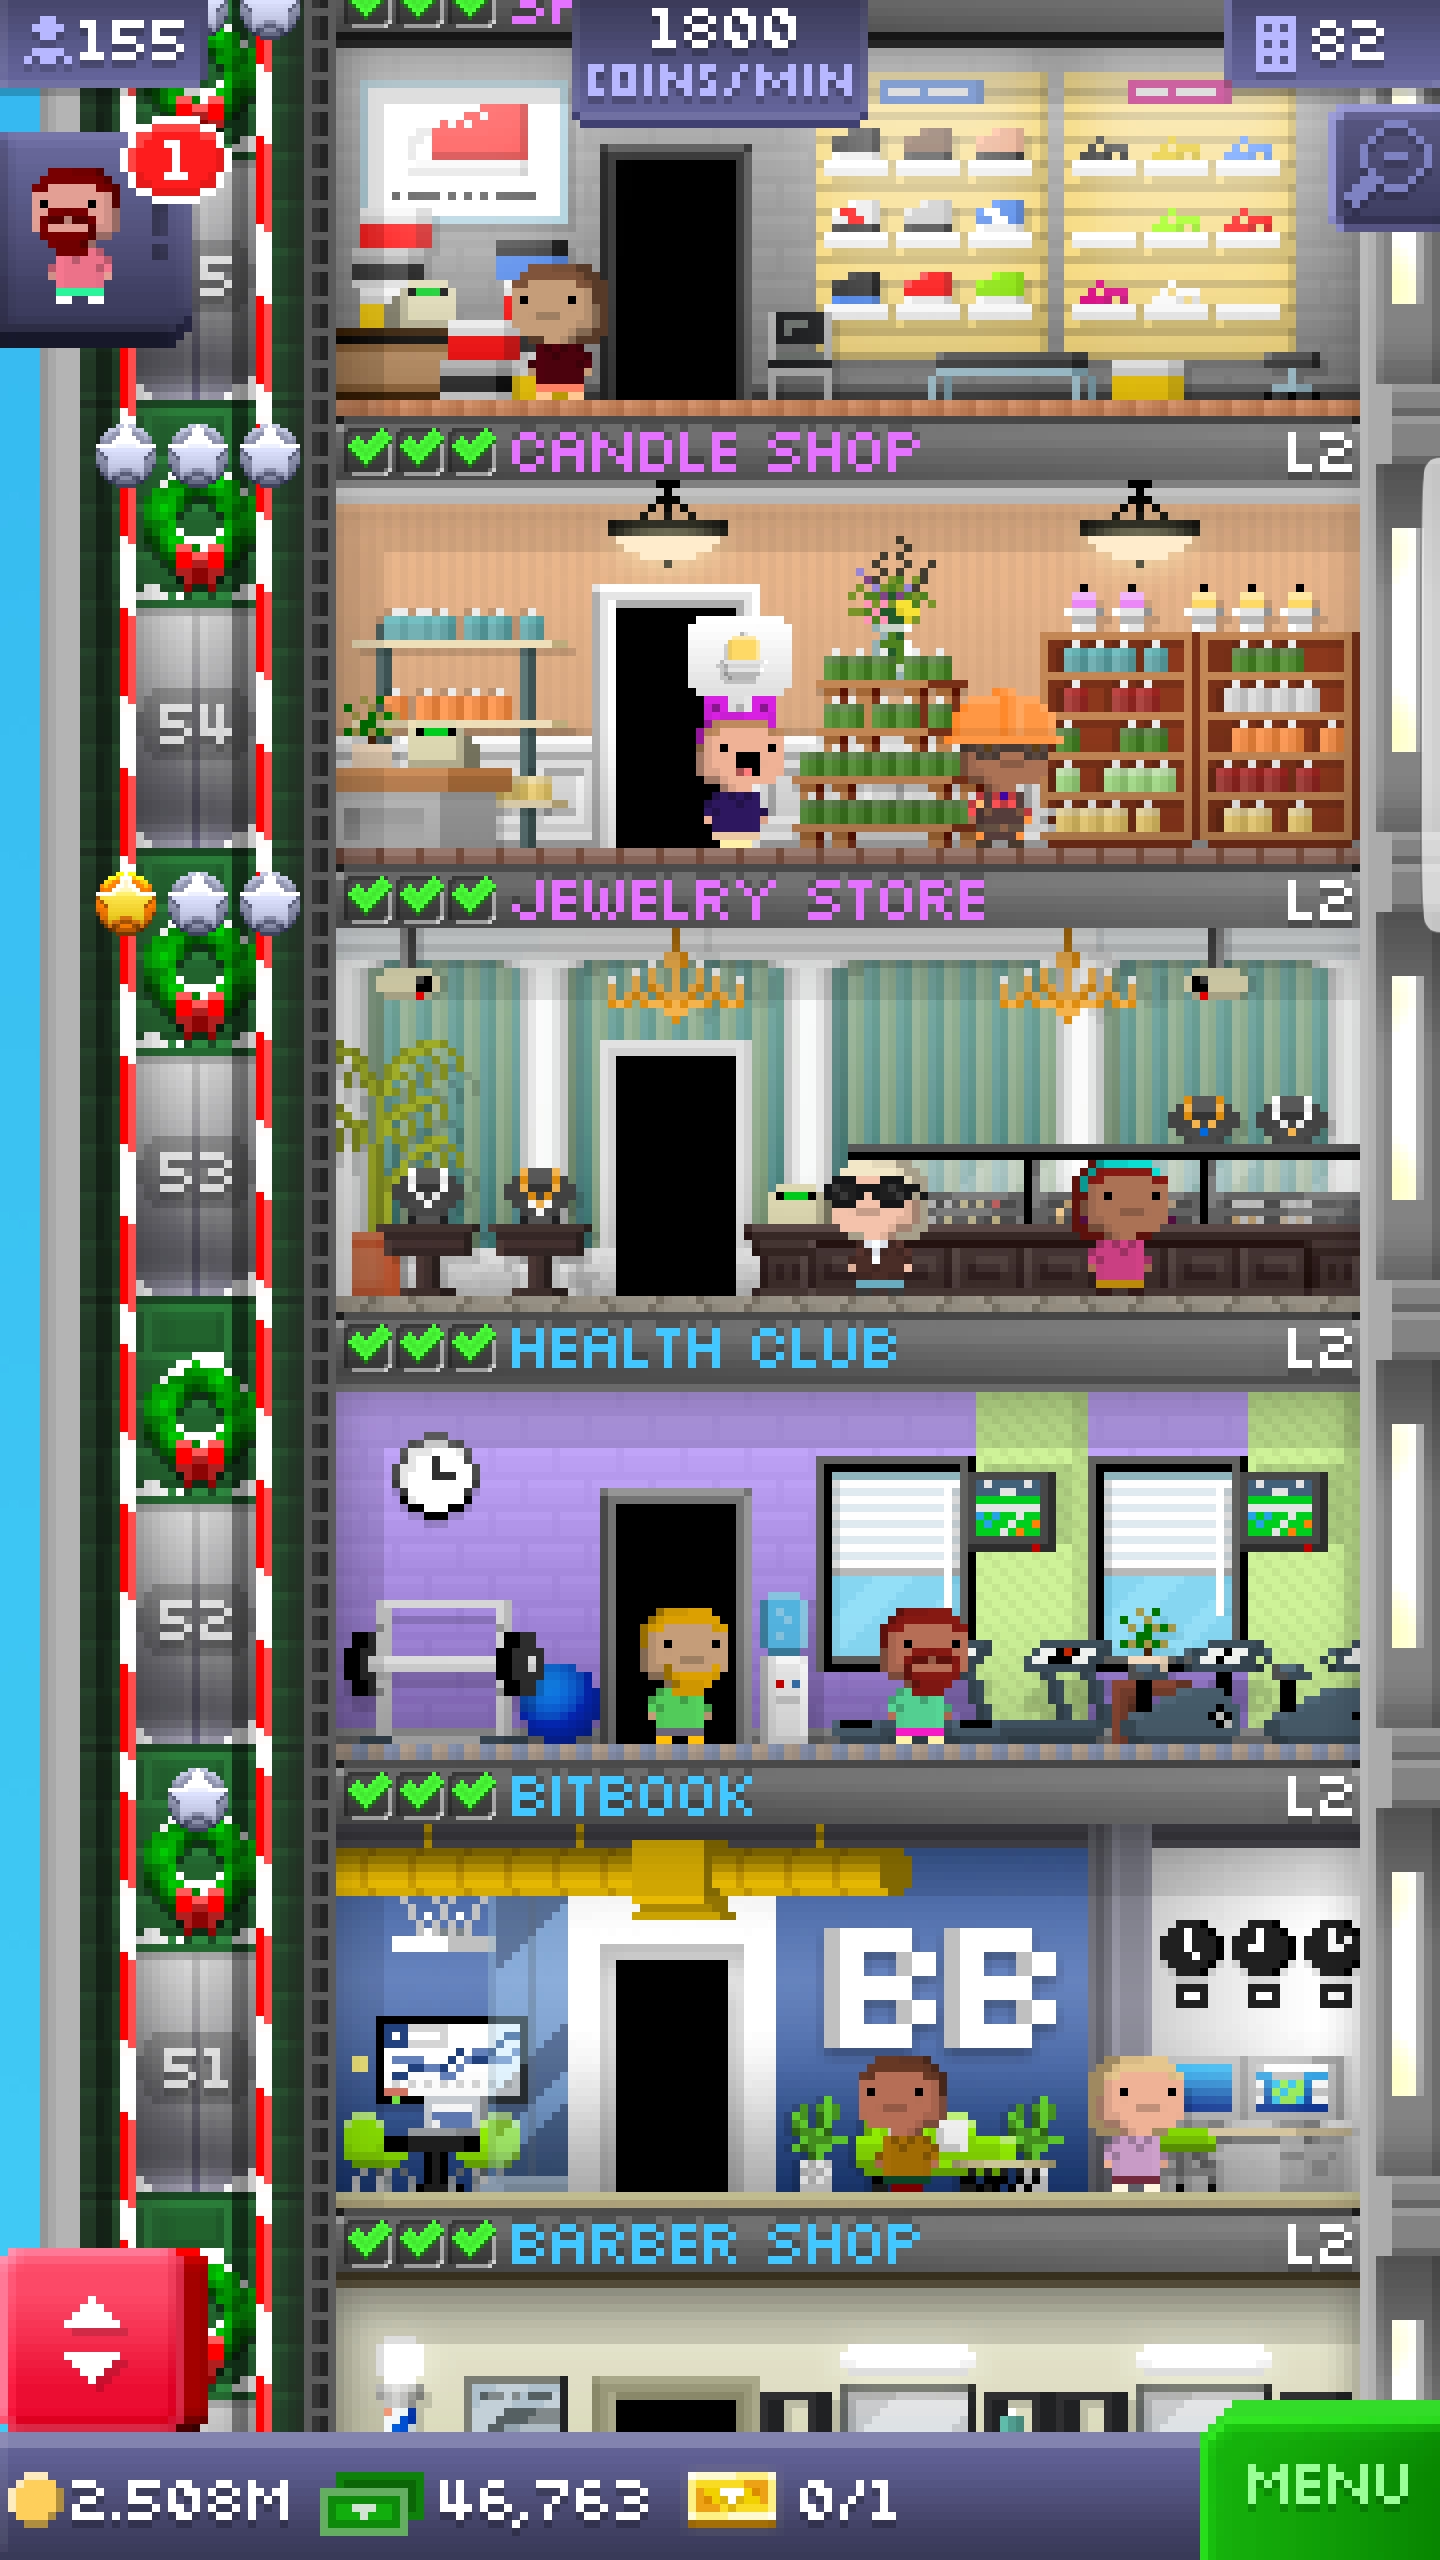 155
1800
COINS/MIN
82
1
5
CANDLE SHOP L2
54
JEWELRY STORE L2
53
HEALTH CLUB L2
52
BITBOOK L2
BB
51
BARBER SHOP L2
2.508M 46,763 0/1
MENU